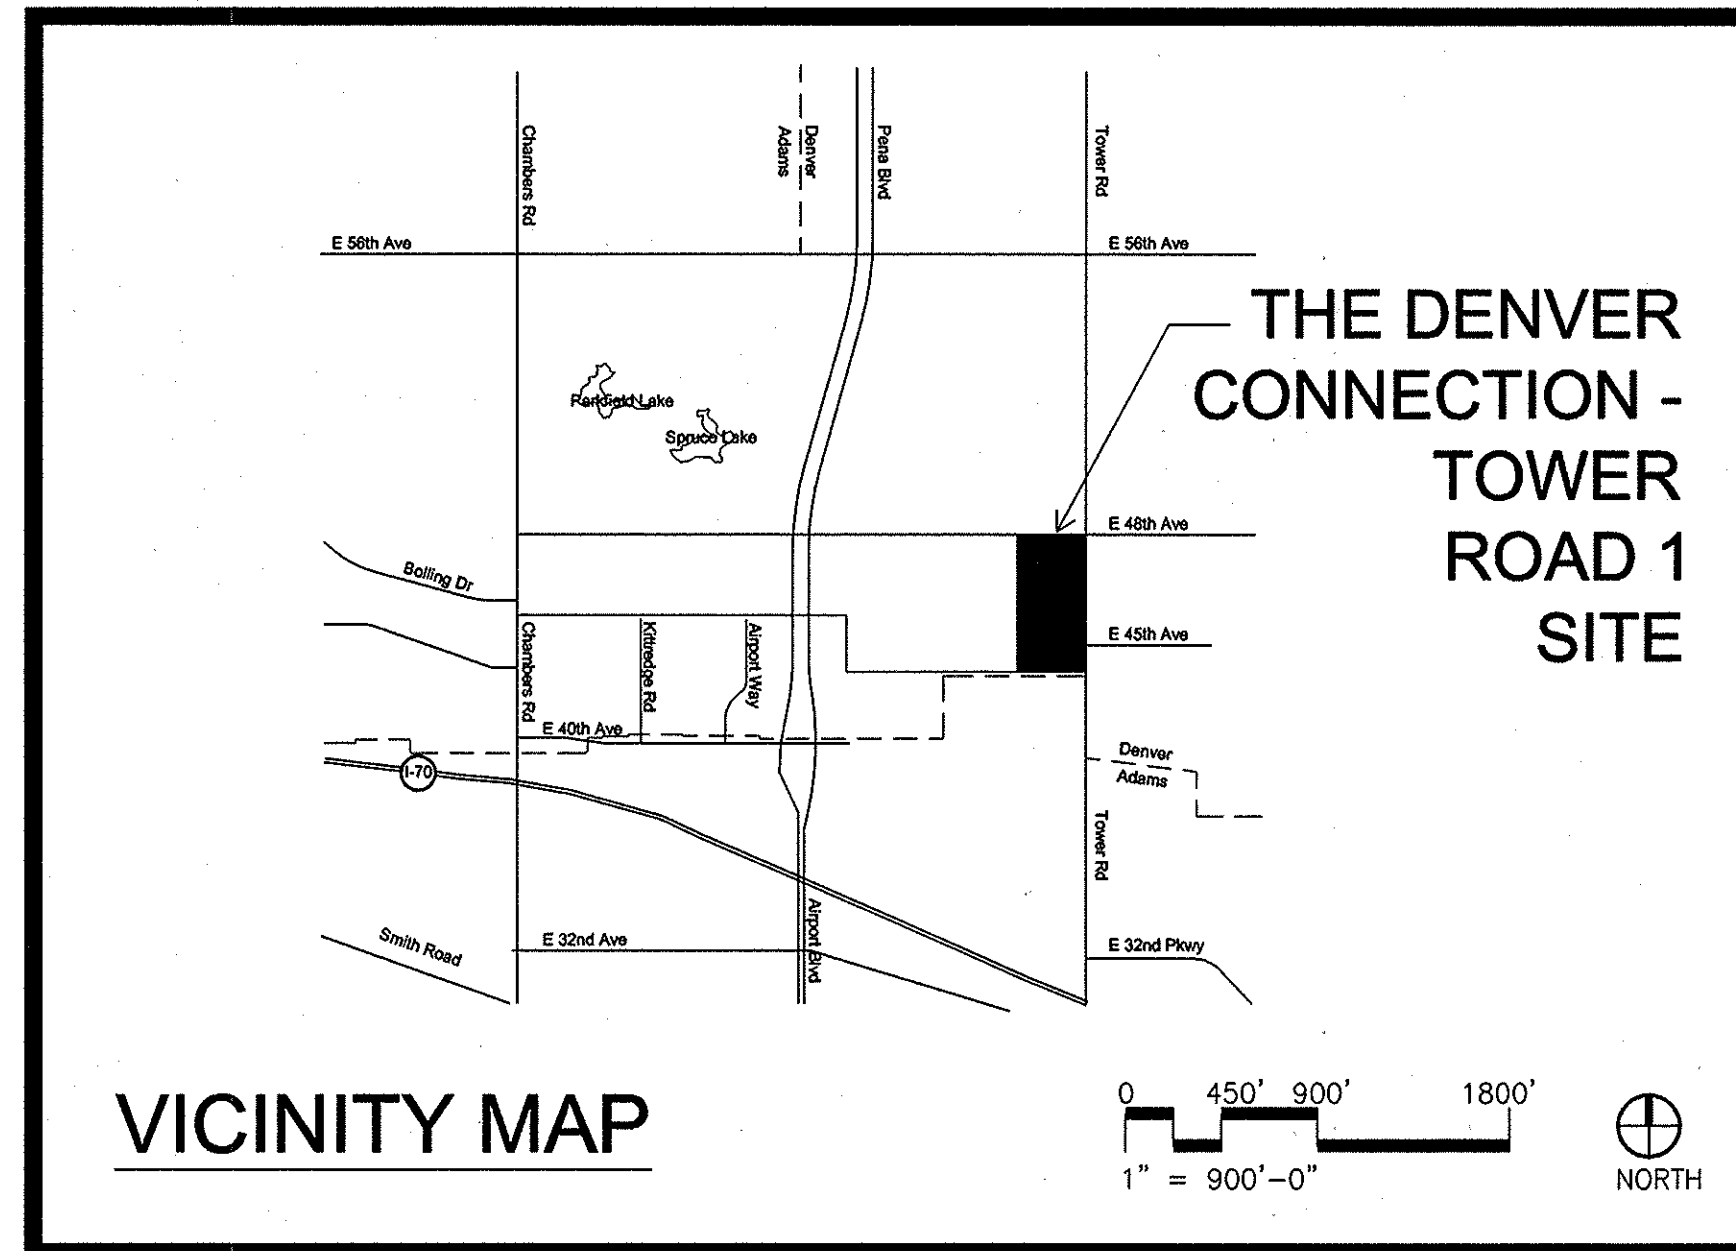 Chambers Rd
Denver
Adams
Pena Blvd
Tower Rd
E 56th Ave
E 56th Ave
THE DENVER
CONNECTION -
TOWER
ROAD 1
SITE
Parkfield Lake
Spruce Lake
E 48th Ave
Bolling Dr
Chambers Rd
Kittredge Rd
Airport Way
E 45th Ave
E 40th Ave
I-70
Denver
Adams
Tower Rd
Airport Blvd
Smith Road
E 32nd Ave
E 32nd Pkwy
VICINITY MAP
0 450' 900' 1800'
1" = 900'-0"
NORTH